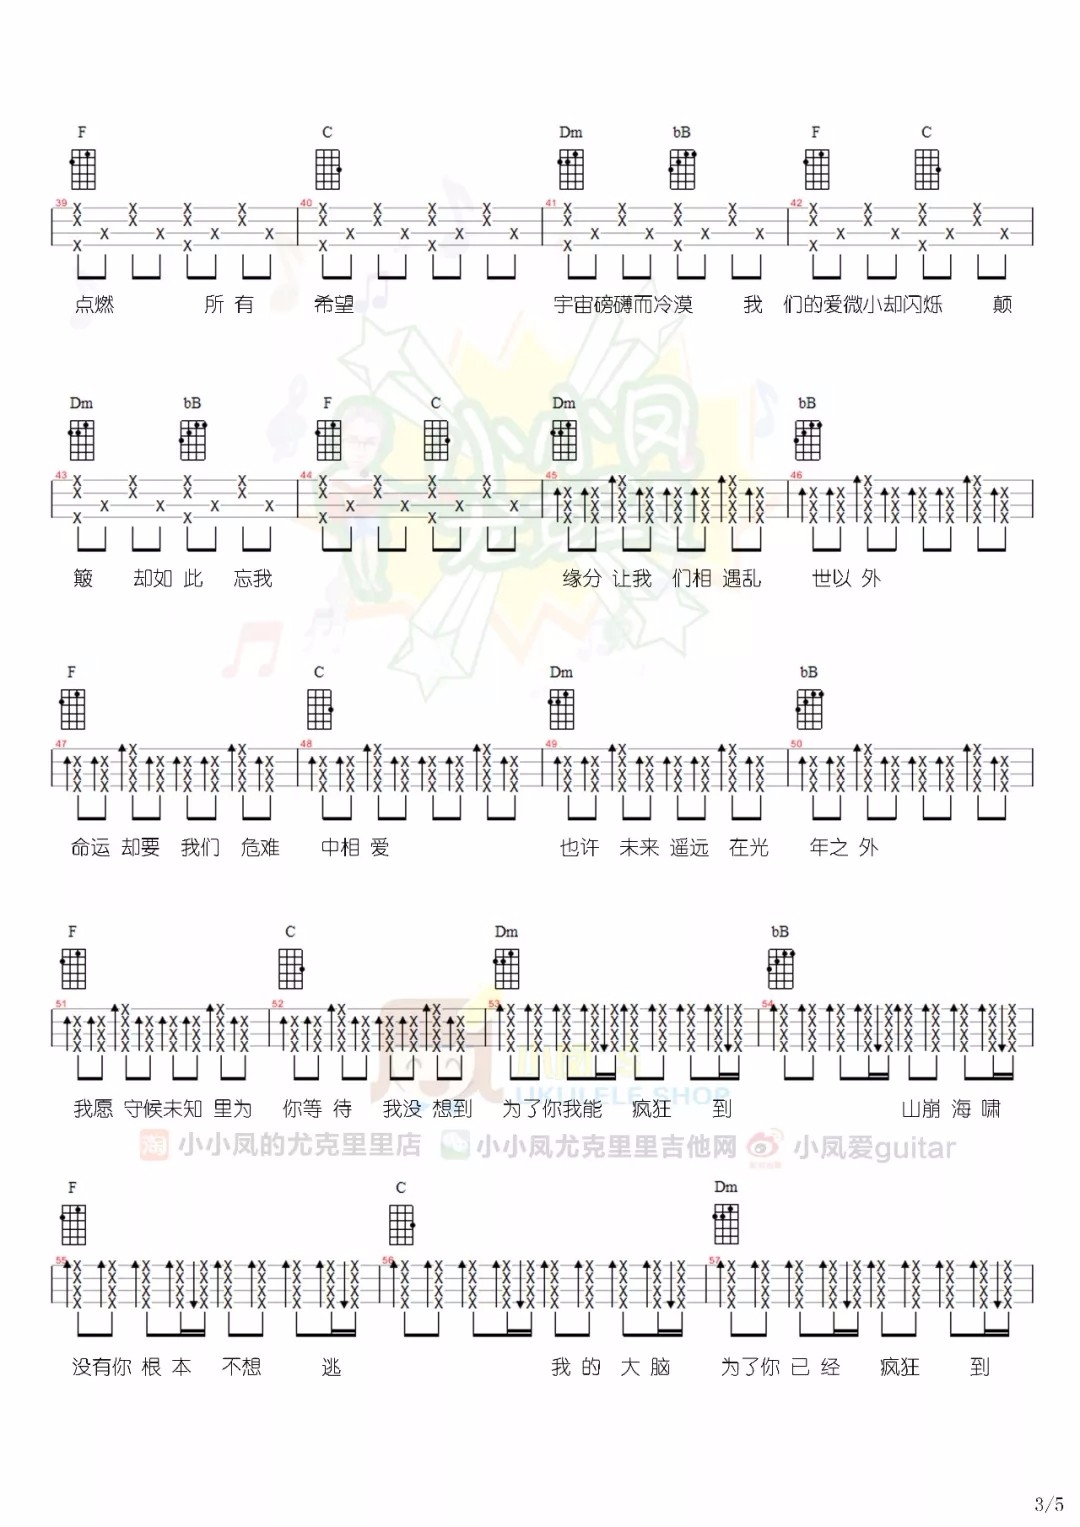 F C Dm bB F C
39 40 41 42
点燃 所有 希望 宇宙磅礴而冷漠 我 们的爱微小却闪烁 颠
Dm bB F C Dm bB
43 44 45 46
簸 却如此 忘我 缘分 让我 们相 遇乱 世以外
小小凤
F C Dm bB
47 48 49 50
命运 却要 我们 危难 中相爱 也许 未来 遥远 在光 年之外
F C Dm bB
51 52 53 54
UKULELE SHOP
我愿 守候未知 里为 你等待 我没 想到 为了你我能 疯狂 到 山崩 海啸
淘 小小凤的尤克里里店 小小凤尤克里里吉他网 小凤爱guitar
F C Dm
55 56 57
没有你 根本 不想 逃 我的 大脑 为了你 已经 疯狂 到
3/5